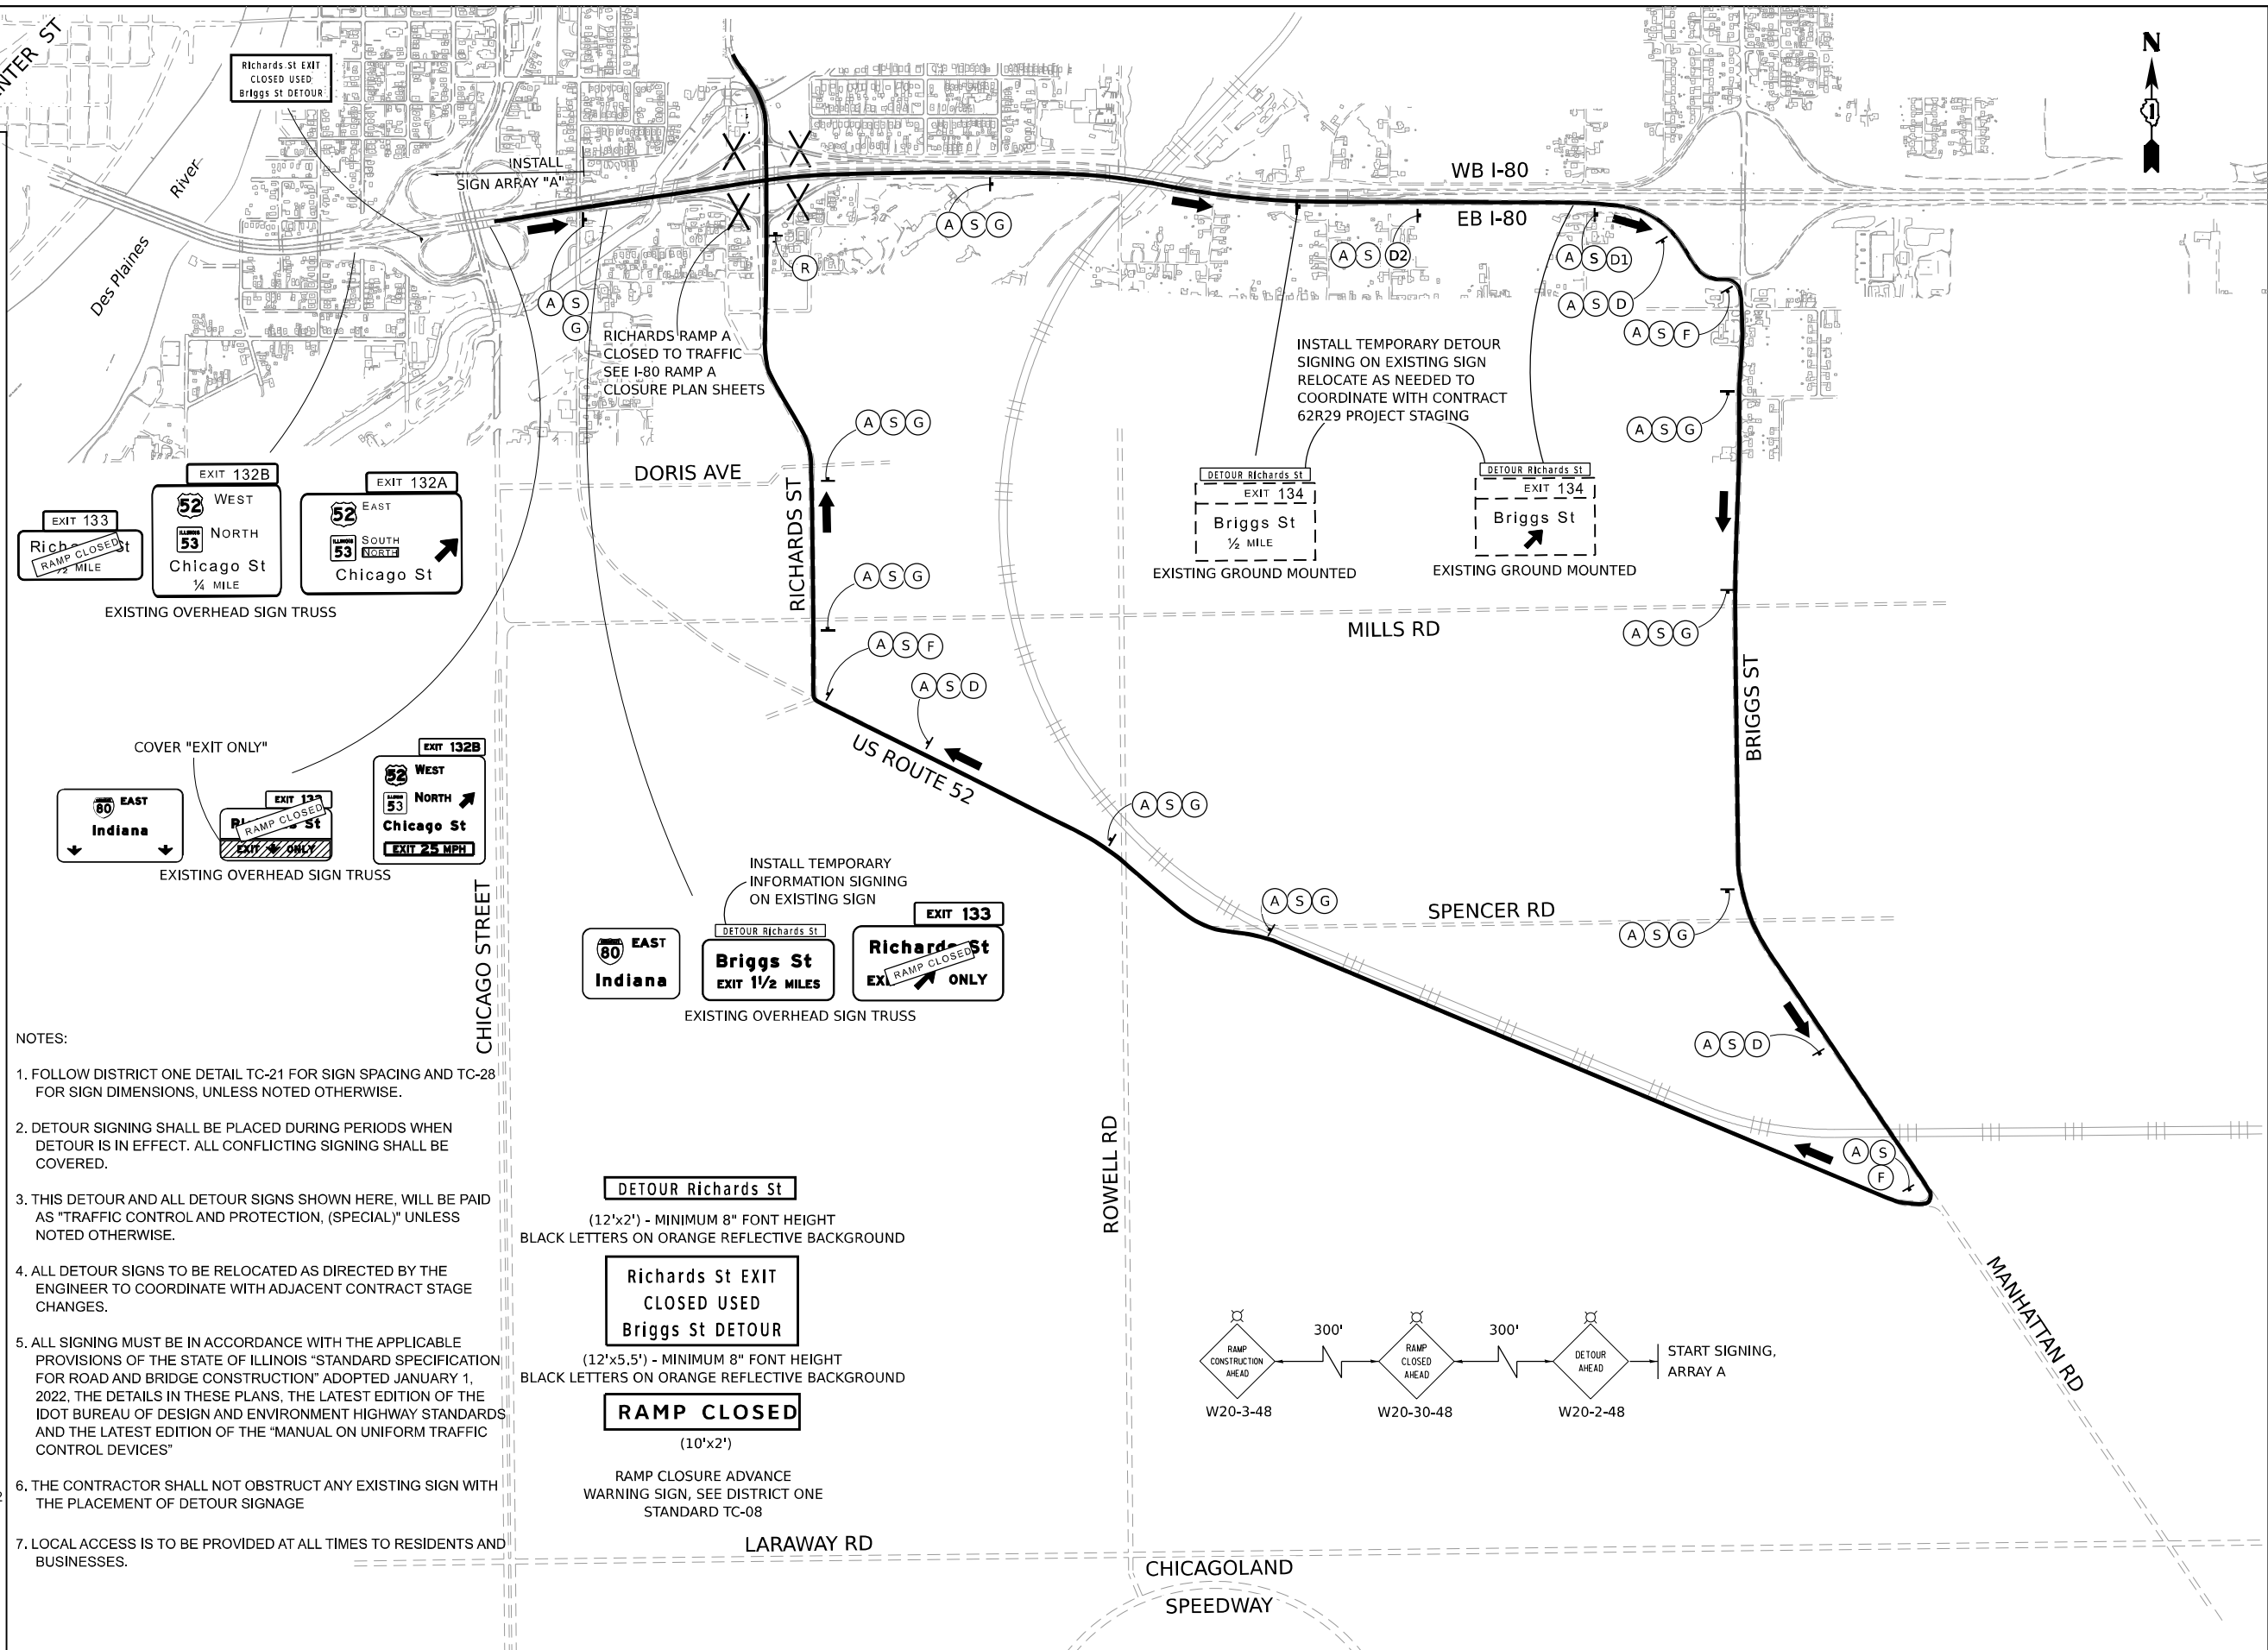 NTER ST
Richards St EXIT
CLOSED USED
Briggs St DETOUR
River
Des Plaines
INSTALL
SIGN ARRAY "A"
N
WB I-80
EB I-80
A S G
A S D2
A S D1
A S D
A S F
R
A S
G
RICHARDS RAMP A
CLOSED TO TRAFFIC
SEE I-80 RAMP A
CLOSURE PLAN SHEETS
INSTALL TEMPORARY DETOUR
SIGNING ON EXISTING SIGN
RELOCATE AS NEEDED TO
COORDINATE WITH CONTRACT
62R29 PROJECT STAGING
A S G
A S G
DORIS AVE
RICHARDS ST
EXIT 133
Richards St
RAMP CLOSED
1/2 MILE
EXIT 132B
52 WEST
ILLINOIS
53 NORTH
Chicago St
¼ MILE
EXIT 132A
52 EAST
ILLINOIS
53 SOUTH
NORTH
Chicago St
EXISTING OVERHEAD SIGN TRUSS
DETOUR Richards St
EXIT 134
Briggs St
½ MILE
EXISTING GROUND MOUNTED
DETOUR Richards St
EXIT 134
Briggs St
EXISTING GROUND MOUNTED
A S G
MILLS RD
A S G
A S F
A S D
US ROUTE 52
BRIGGS ST
COVER "EXIT ONLY"
80 EAST
Indiana
EXIT 133
St
RAMP CLOSED
EXIT ONLY
EXIT 132B
52 WEST
ILLINOIS
53 NORTH
Chicago St
EXIT 25 MPH
EXISTING OVERHEAD SIGN TRUSS
A S G
A S G
SPENCER RD
A S G
INSTALL TEMPORARY
INFORMATION SIGNING
ON EXISTING SIGN
80 EAST
Indiana
DETOUR Richards St
Briggs St
EXIT 1½ MILES
EXIT 133
Richards St
RAMP CLOSED
EXIT ONLY
EXISTING OVERHEAD SIGN TRUSS
CHICAGO STREET
A S D
A S
F
ROWELL RD
MANHATTAN RD
NOTES:
1. FOLLOW DISTRICT ONE DETAIL TC-21 FOR SIGN SPACING AND TC-28
FOR SIGN DIMENSIONS, UNLESS NOTED OTHERWISE.
2. DETOUR SIGNING SHALL BE PLACED DURING PERIODS WHEN
DETOUR IS IN EFFECT. ALL CONFLICTING SIGNING SHALL BE
COVERED.
3. THIS DETOUR AND ALL DETOUR SIGNS SHOWN HERE, WILL BE PAID
AS "TRAFFIC CONTROL AND PROTECTION, (SPECIAL)" UNLESS
NOTED OTHERWISE.
4. ALL DETOUR SIGNS TO BE RELOCATED AS DIRECTED BY THE
ENGINEER TO COORDINATE WITH ADJACENT CONTRACT STAGE
CHANGES.
5. ALL SIGNING MUST BE IN ACCORDANCE WITH THE APPLICABLE
PROVISIONS OF THE STATE OF ILLINOIS “STANDARD SPECIFICATION
FOR ROAD AND BRIDGE CONSTRUCTION” ADOPTED JANUARY 1,
2022, THE DETAILS IN THESE PLANS, THE LATEST EDITION OF THE
IDOT BUREAU OF DESIGN AND ENVIRONMENT HIGHWAY STANDARDS
AND THE LATEST EDITION OF THE “MANUAL ON UNIFORM TRAFFIC
CONTROL DEVICES”
6. THE CONTRACTOR SHALL NOT OBSTRUCT ANY EXISTING SIGN WITH
THE PLACEMENT OF DETOUR SIGNAGE
7. LOCAL ACCESS IS TO BE PROVIDED AT ALL TIMES TO RESIDENTS AND
BUSINESSES.
DETOUR Richards St
(12'x2') - MINIMUM 8" FONT HEIGHT
BLACK LETTERS ON ORANGE REFLECTIVE BACKGROUND
Richards St EXIT
CLOSED USED
Briggs St DETOUR
(12'x5.5') - MINIMUM 8" FONT HEIGHT
BLACK LETTERS ON ORANGE REFLECTIVE BACKGROUND
RAMP CLOSED
(10'x2')
RAMP CLOSURE ADVANCE
WARNING SIGN, SEE DISTRICT ONE
STANDARD TC-08
RAMP
CONSTRUCTION
AHEAD
W20-3-48
300'
RAMP
CLOSED
AHEAD
W20-30-48
300'
DETOUR
AHEAD
W20-2-48
START SIGNING,
ARRAY A
LARAWAY RD
CHICAGOLAND
SPEEDWAY